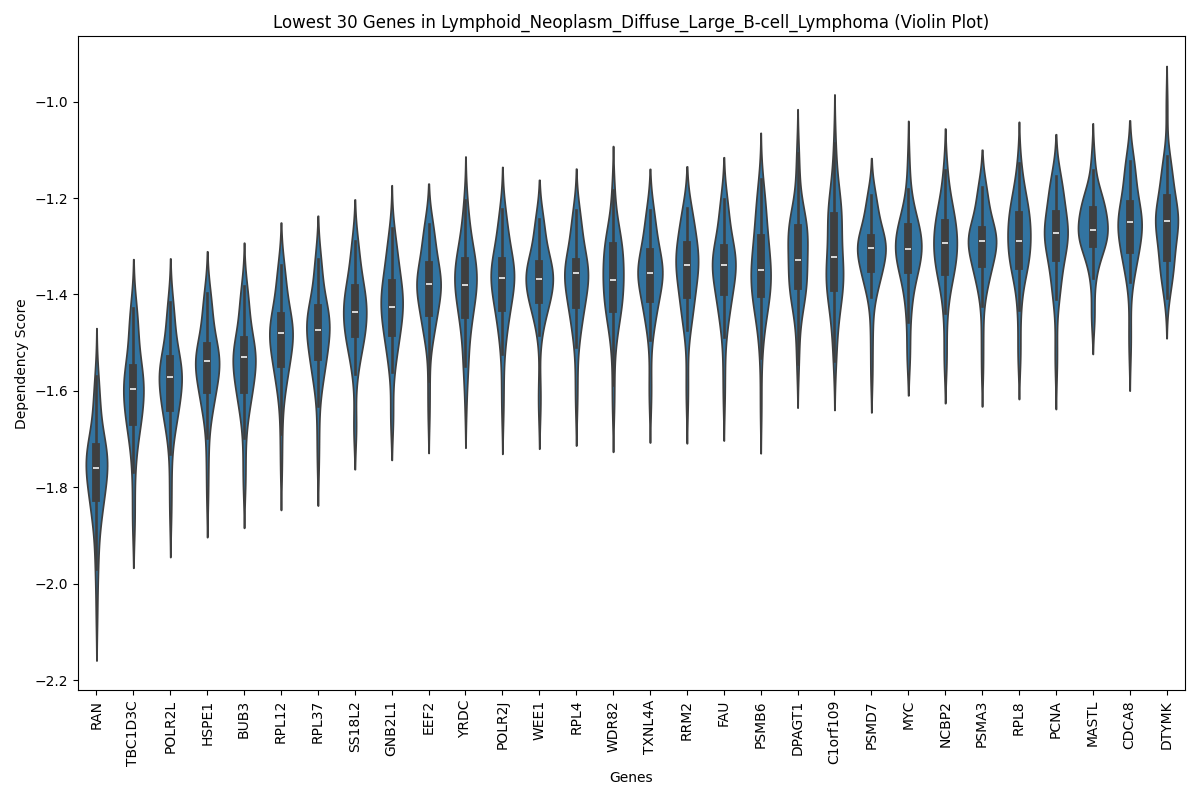 Lowest 30 Genes in Lymphoid_Neoplasm_Diffuse_Large_B-cell_Lymphoma (Violin Plot)
Dependency Score
−1.0
−1.2
−1.4
−1.6
−1.8
−2.0
−2.2
RAN
TBC1D3C
POLR2L
HSPE1
BUB3
RPL12
RPL37
SS18L2
GNB2L1
EEF2
YRDC
POLR2J
WEE1
RPL4
WDR82
TXNL4A
RRM2
FAU
PSMB6
DPAGT1
C1orf109
PSMD7
MYC
NCBP2
PSMA3
RPL8
PCNA
MASTL
CDCA8
DTYMK
Genes